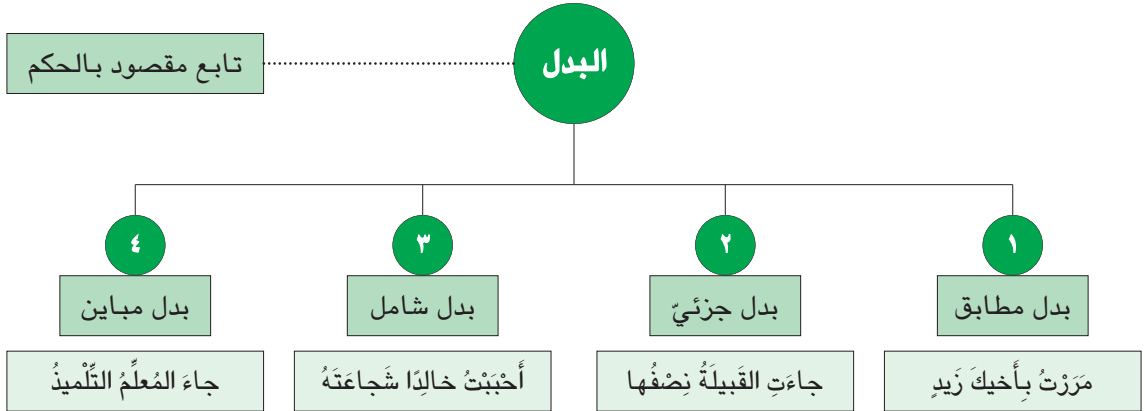 البدل
تابع مقصود بالحكم
١
بدل مطابق
مَرَرْتُ بِأَخيكَ زَيدٍ
٢
بدل جزئيّ
جاءَتِ القَبيلَةُ نِصْفُها
٣
بدل شامل
أَحْبَبْتُ خالِدًا شَجاعَتَهُ
٤
بدل مباين
جاءَ المُعلِّمُ التِّلْميذُ